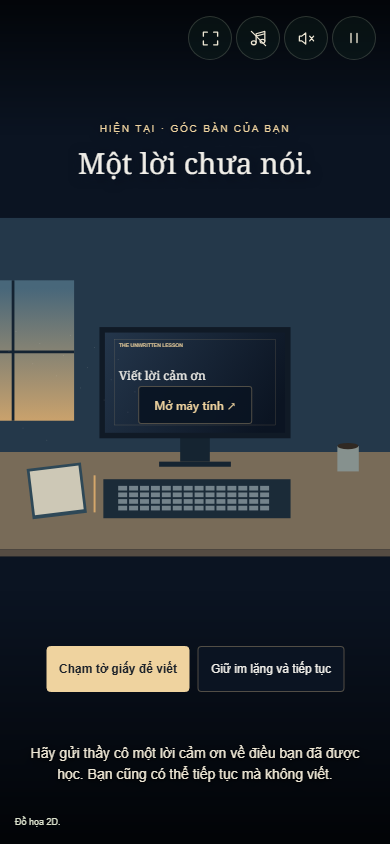 HIỆN TẠI · GÓC BÀN CỦA BẠN
Một lời chưa nói.
THE UNWRITTEN LESSON
Viết lời cảm ơn
Mở máy tính ↗
Chạm tờ giấy để viết
Giữ im lặng và tiếp tục
Hãy gửi thầy cô một lời cảm ơn về điều bạn đã được
học. Bạn cũng có thể tiếp tục mà không viết.
Đồ họa 2D.